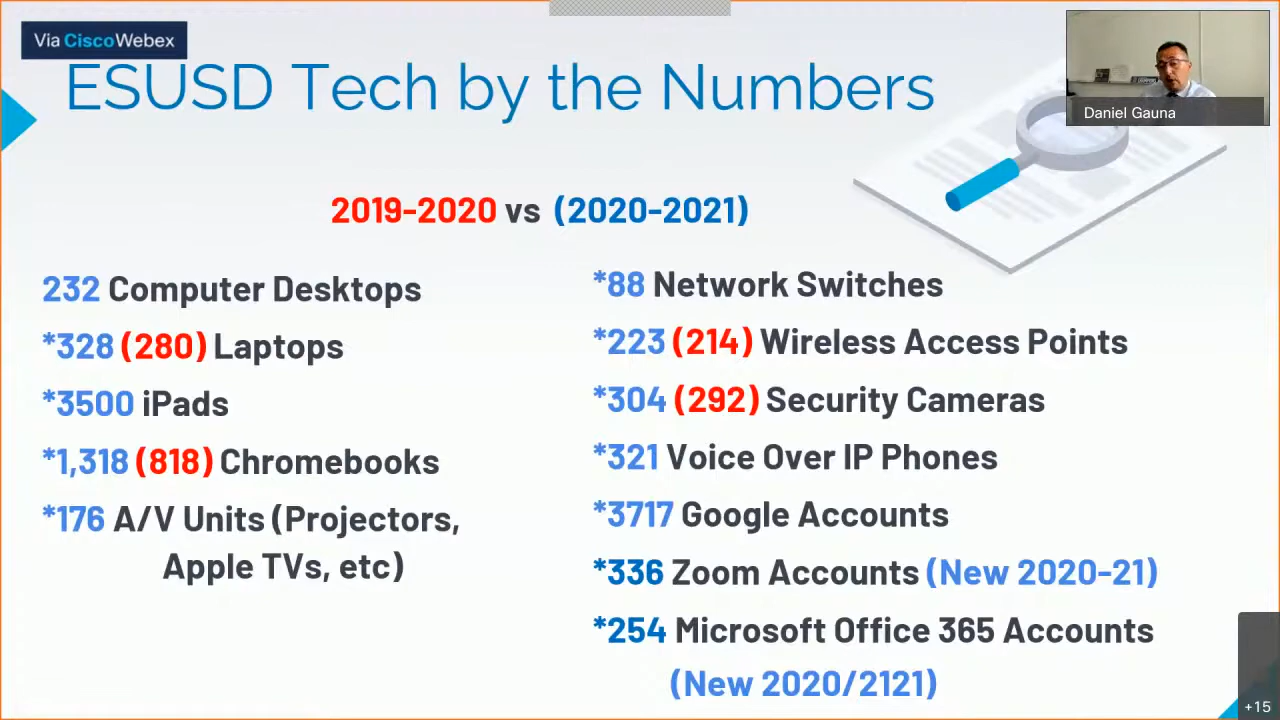 Via CiscoWebex
ESUSD Tech by the Numbers
Daniel Gauna
2019-2020 vs (2020-2021)
232 Computer Desktops
*328 (280) Laptops
*3500 iPads
*1,318 (818) Chromebooks
*176 A/V Units (Projectors,
Apple TVs, etc)
*88 Network Switches
*223 (214) Wireless Access Points
*304 (292) Security Cameras
*321 Voice Over IP Phones
*3717 Google Accounts
*336 Zoom Accounts (New 2020-21)
*254 Microsoft Office 365 Accounts
(New 2020/2121)
+15